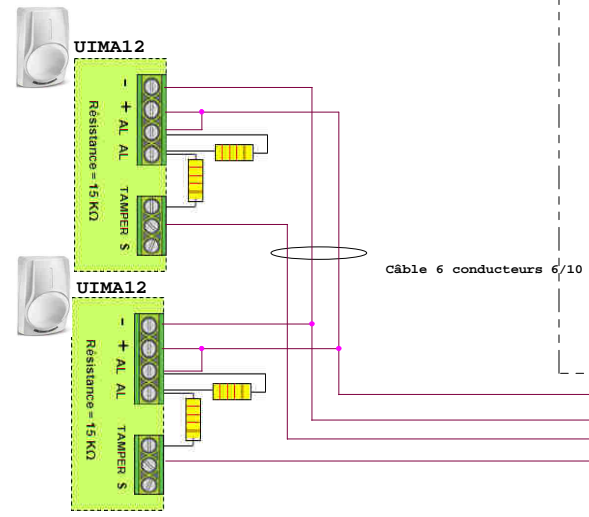 UIMA12
- + AL AL TAMPER S
Résistance = 15 KΩ
Câble 6 conducteurs 6/10
UIMA12
- + AL AL TAMPER S
Résistance = 15 KΩ